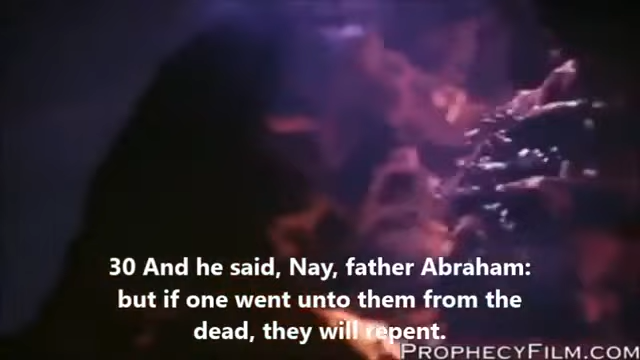 30 And he said, Nay, father Abraham:
but if one went unto them from the
dead, they will repent.
PROPHECYFILM.COM